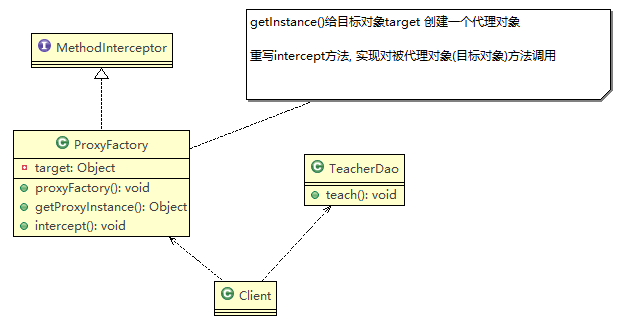 getInstance()给目标对象target 创建一个代理对象
重写intercept方法, 实现对被代理对象(目标对象)方法调用
I MethodInterceptor
C ProxyFactory
target: Object
proxyFactory(): void
getProxyInstance(): Object
intercept(): void
C TeacherDao
teach(): void
C Client